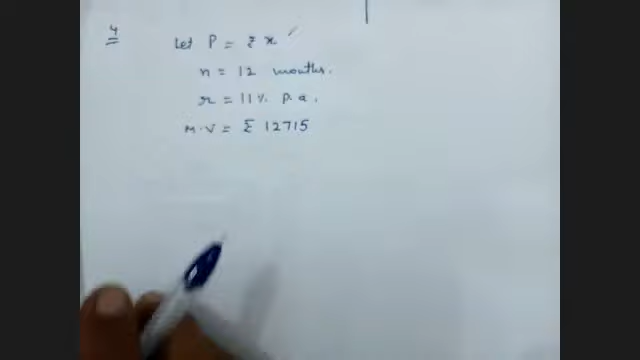 4
Let P = ₹ x
n = 12 months.
r = 11% p.a.
M.V = ₹ 12715